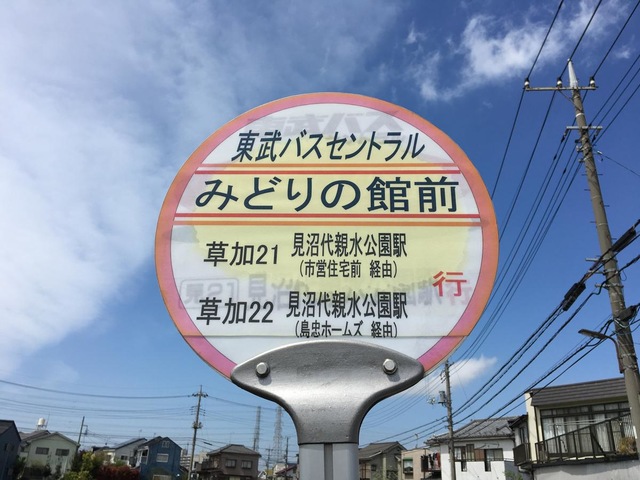 東武バスセントラル
みどりの館前
草加21 見沼代親水公園駅
(市営住宅前 経由)
行
草加22 見沼代親水公園駅
(島忠ホームズ 経由)